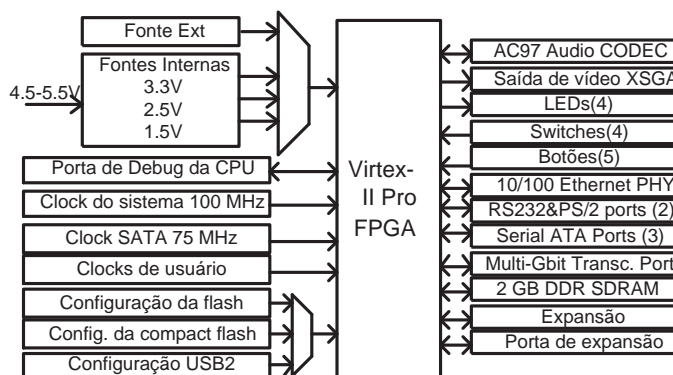 Fonte Ext
Fontes Internas
3.3V
2.5V
1.5V
4.5-5.5V
Porta de Debug da CPU
Clock do sistema 100 MHz
Clock SATA 75 MHz
Clocks de usuário
Configuração da flash
Config. da compact flash
Configuração USB2
Virtex-
II Pro
FPGA
AC97 Audio CODEC
Saída de vídeo XSGA
LEDs(4)
Switches(4)
Botões(5)
10/100 Ethernet PHY
RS232&PS/2 ports (2)
Serial ATA Ports (3)
Multi-Gbit Transc. Port
2 GB DDR SDRAM
Expansão
Porta de expansão